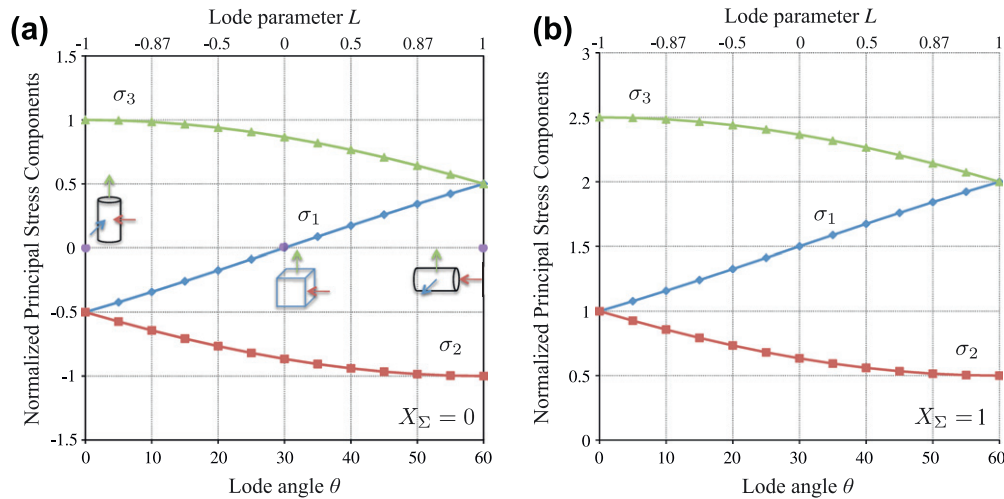 (a)
Lode parameter L
-1 -0.87 -0.5 0 0.5 0.87 1
Normalized Principal Stress Components
1.5
1
0.5
0
-0.5
-1
-1.5
σ3
σ1
σ2
XΣ = 0
0 10 20 30 40 50 60
Lode angle θ
(b)
Lode parameter L
-1 -0.87 -0.5 0 0.5 0.87 1
Normalized Principal Stress Components
3
2.5
2
1.5
1
0.5
0
σ3
σ1
σ2
XΣ = 1
0 10 20 30 40 50 60
Lode angle θ